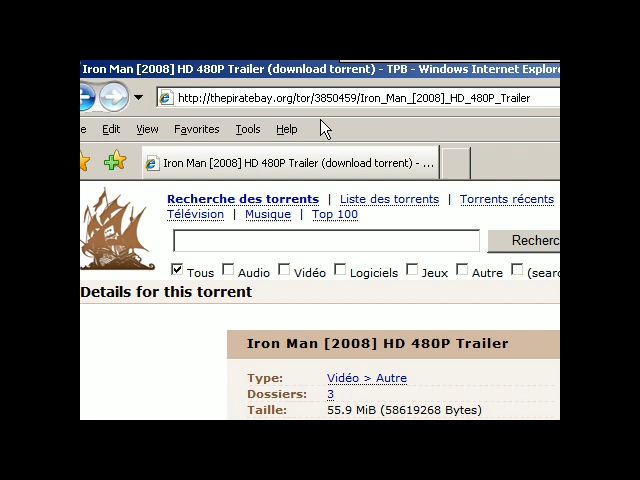 Iron Man [2008] HD 480P Trailer (download torrent) - TPB - Windows Internet Explore
http://thepiratebay.org/tor/3850459/Iron_Man_[2008]_HD_480P_Trailer
e Edit View Favorites Tools Help
Iron Man [2008] HD 480P Trailer (download torrent) - ...
Recherche des torrents | Liste des torrents | Torrents récents
Télévision | Musique | Top 100
Recherc
Tous Audio Vidéo Logiciels Jeux Autre (searc
Details for this torrent
Iron Man [2008] HD 480P Trailer
Type: Vidéo > Autre
Dossiers: 3
Taille: 55.9 MiB (58619268 Bytes)